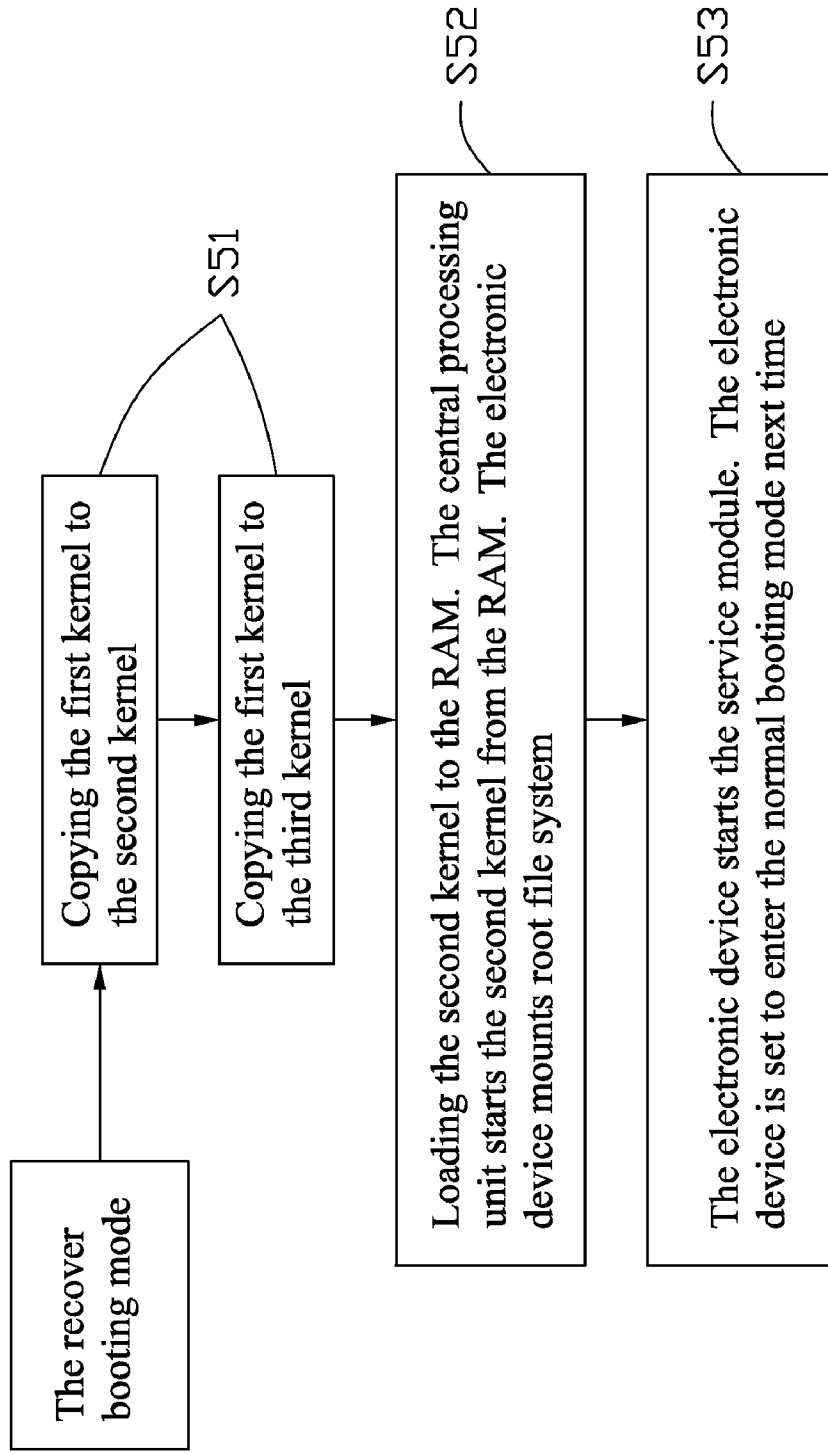 The recover
booting mode
Copying the first kernel to
the second kernel
S51
Copying the first kernel to
the third kernel
Loading the second kernel to the RAM. The central processing
unit starts the second kernel from the RAM. The electronic
device mounts root file system
S52
The electronic device starts the service module. The electronic
device is set to enter the normal booting mode next time
S53